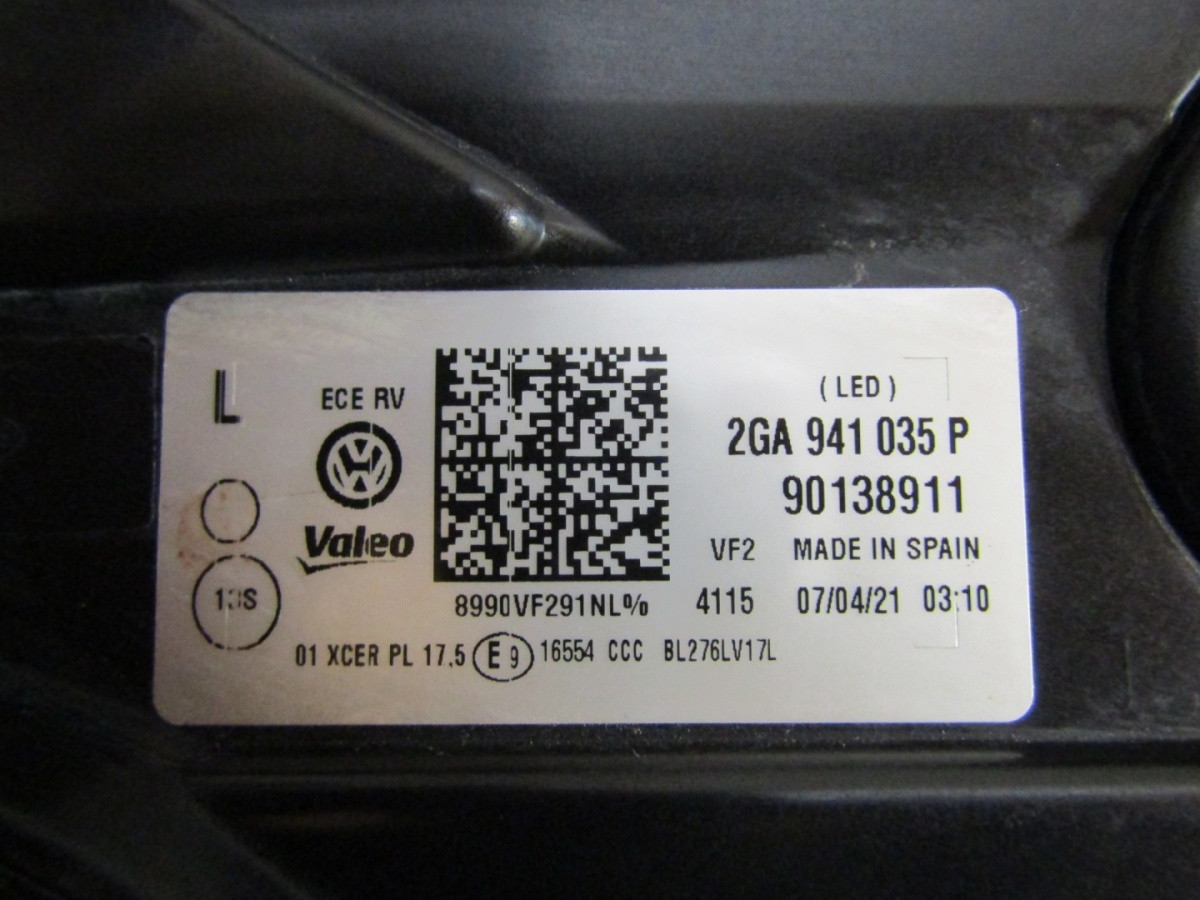 L
ECE RV
(LED)
2GA 941 035 P
90138911
Valeo
VF2 MADE IN SPAIN
13S
8990VF291NL% 4115 07/04/21 03:10
01 XCER PL 17,5 E9 16554 CCC BL276LV17L